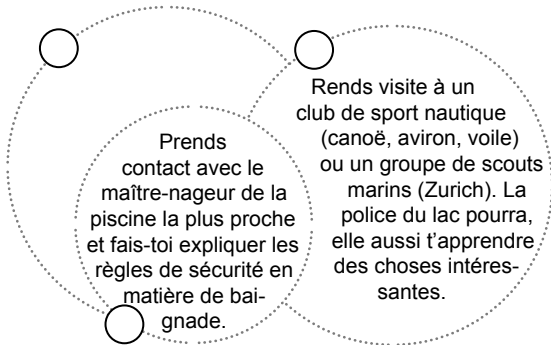 Prends
contact avec le
maître-nageur de la
piscine la plus proche
et fais-toi expliquer les
règles de sécurité en
matière de bai-
gnade.
Rends visite à un
club de sport nautique
(canoë, aviron, voile)
ou un groupe de scouts
marins (Zurich). La
police du lac pourra,
elle aussi t’apprendre
des choses intéres-
santes.